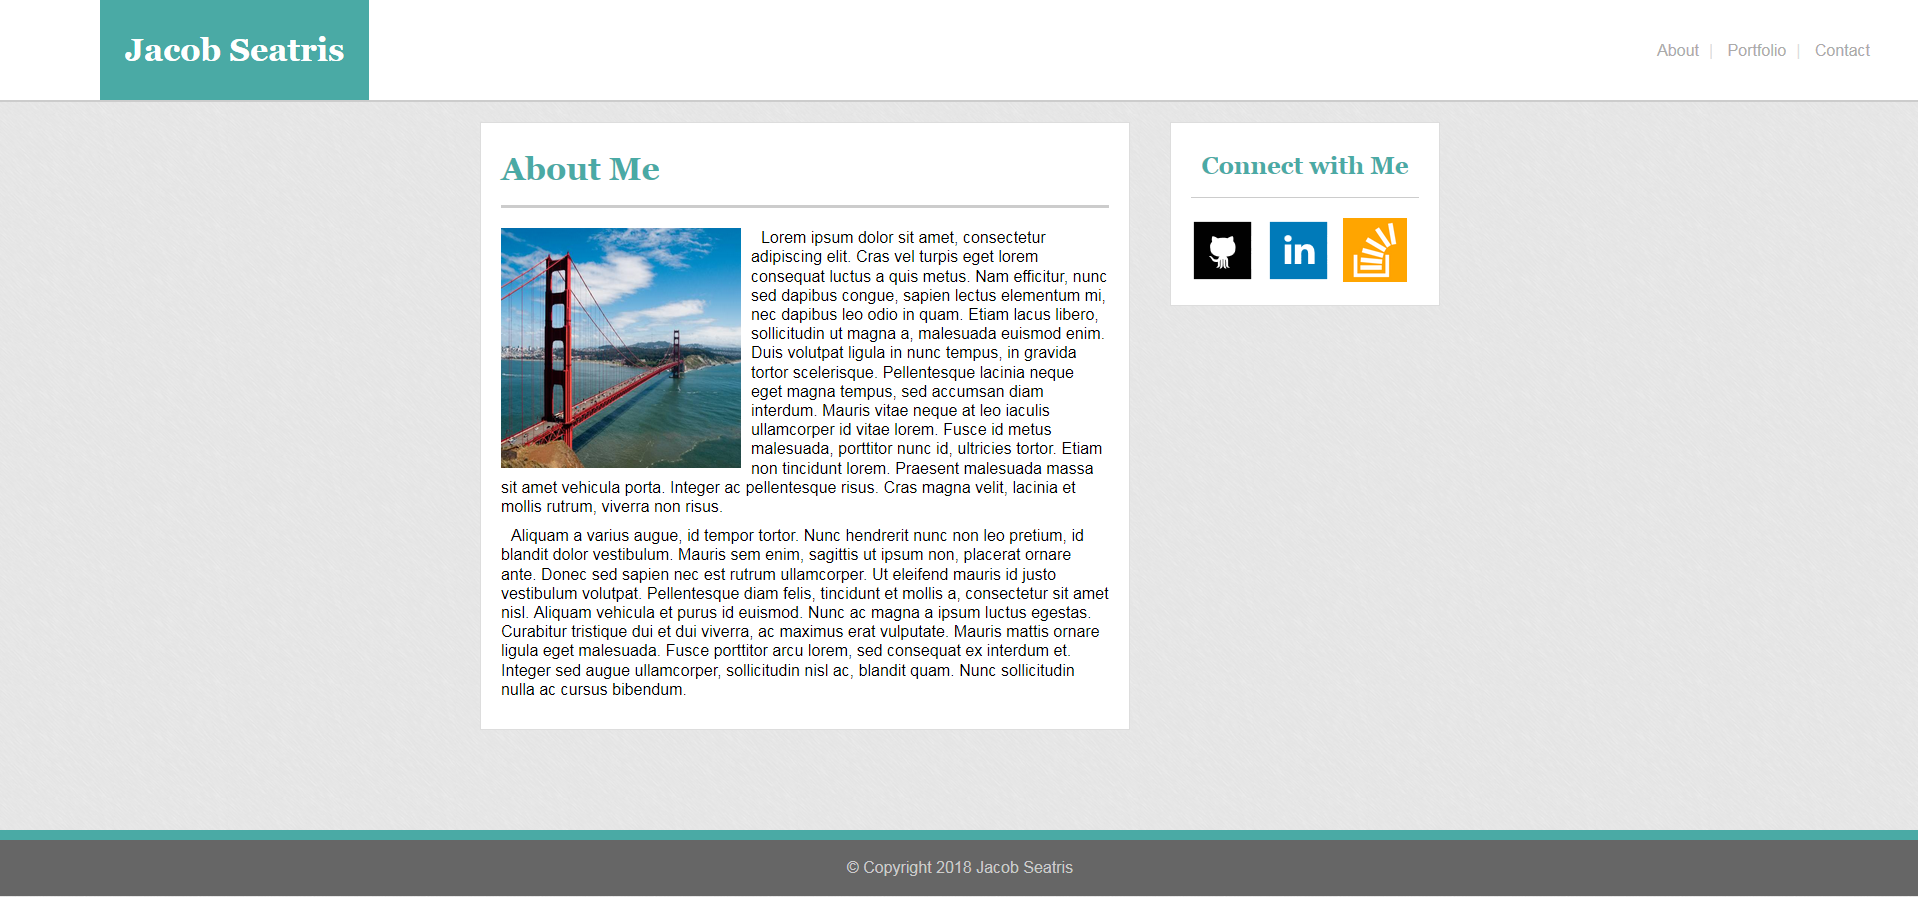 Jacob Seatris
About | Portfolio | Contact
About Me
Lorem ipsum dolor sit amet, consectetur
adipiscing elit. Cras vel turpis eget lorem
consequat luctus a quis metus. Nam efficitur, nunc
sed dapibus congue, sapien lectus elementum mi,
nec dapibus leo odio in quam. Etiam lacus libero,
sollicitudin ut magna a, malesuada euismod enim.
Duis volutpat ligula in nunc tempus, in gravida
tortor scelerisque. Pellentesque lacinia neque
eget magna tempus, sed accumsan diam
interdum. Mauris vitae neque at leo iaculis
ullamcorper id vitae lorem. Fusce id metus
malesuada, porttitor nunc id, ultricies tortor. Etiam
non tincidunt lorem. Praesent malesuada massa
sit amet vehicula porta. Integer ac pellentesque risus. Cras magna velit, lacinia et
mollis rutrum, viverra non risus.
Aliquam a varius augue, id tempor tortor. Nunc hendrerit nunc non leo pretium, id
blandit dolor vestibulum. Mauris sem enim, sagittis ut ipsum non, placerat ornare
ante. Donec sed sapien nec est rutrum ullamcorper. Ut eleifend mauris id justo
vestibulum volutpat. Pellentesque diam felis, tincidunt et mollis a, consectetur sit amet
nisl. Aliquam vehicula et purus id euismod. Nunc ac magna a ipsum luctus egestas.
Curabitur tristique dui et dui viverra, ac maximus erat vulputate. Mauris mattis ornare
ligula eget malesuada. Fusce porttitor arcu lorem, sed consequat ex interdum et.
Integer sed augue ullamcorper, sollicitudin nisl ac, blandit quam. Nunc sollicitudin
nulla ac cursus bibendum.
Connect with Me
in
© Copyright 2018 Jacob Seatris